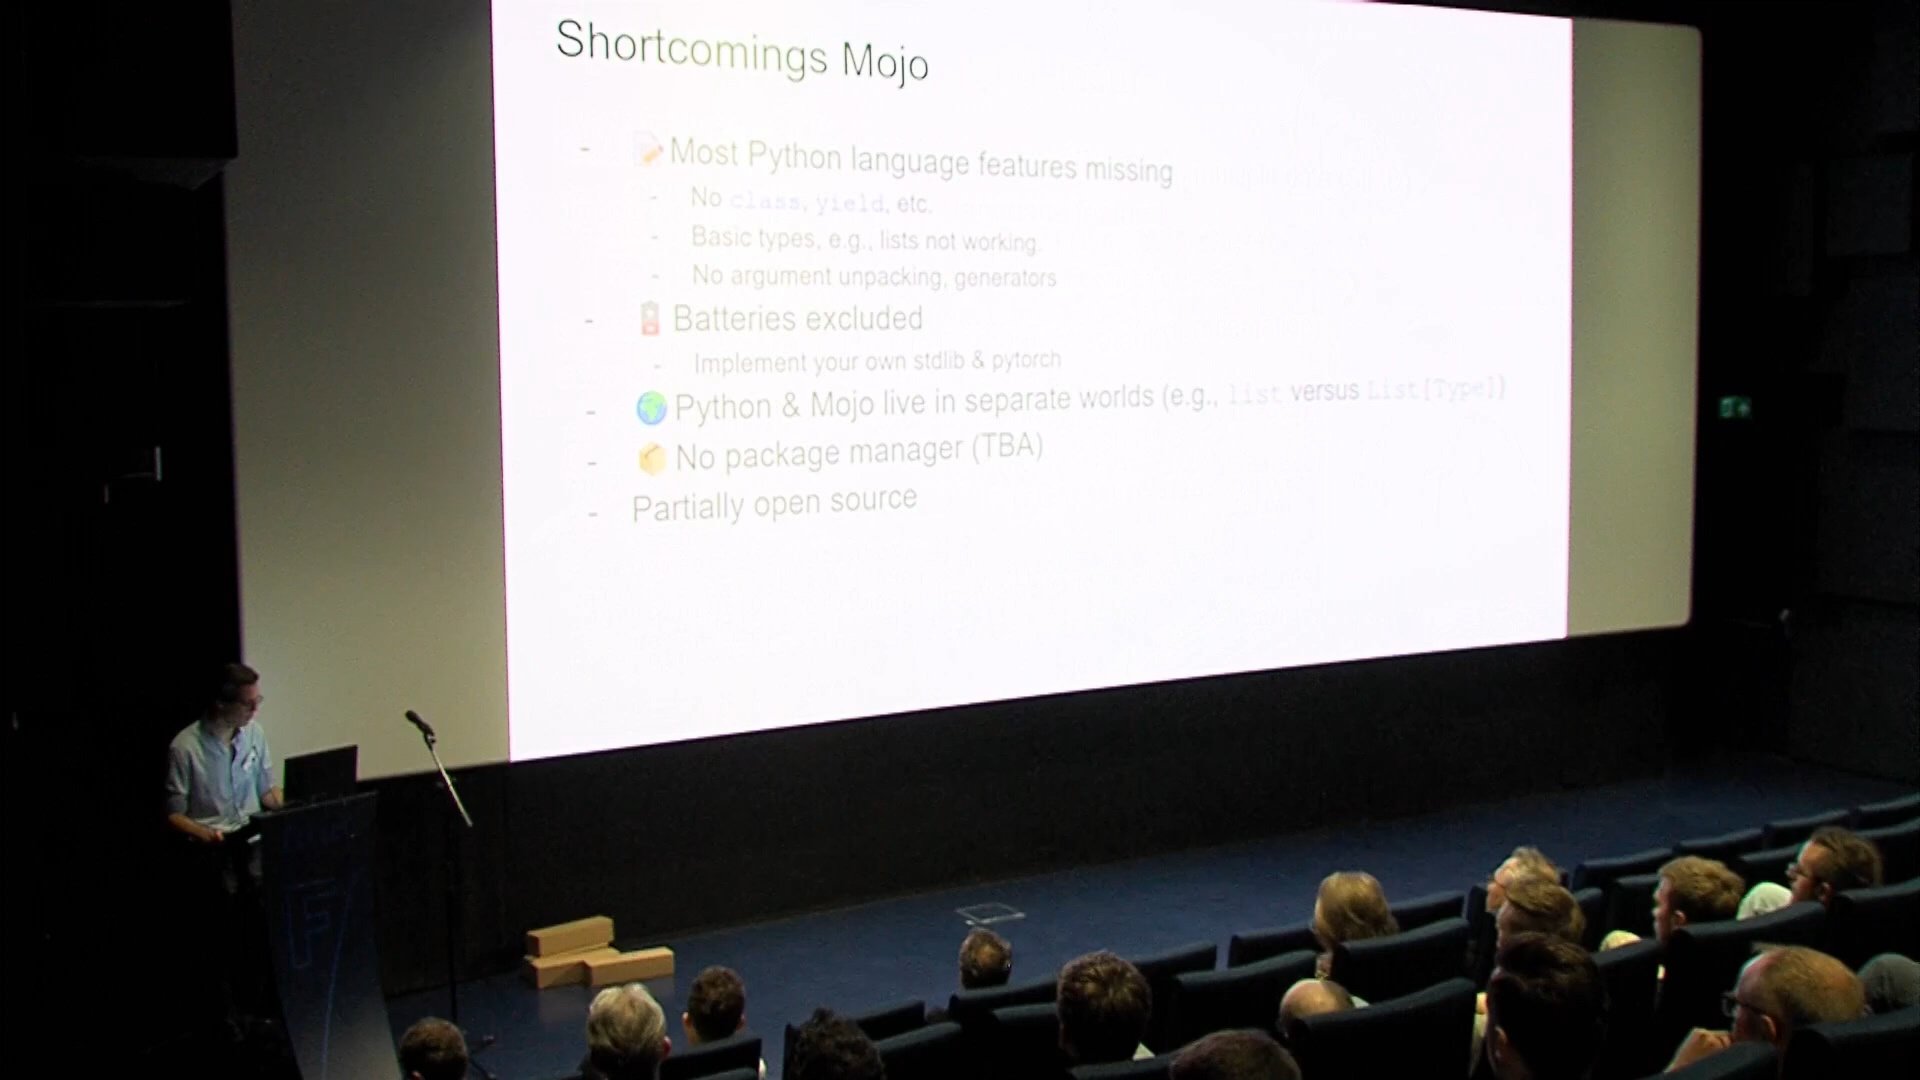 Shortcomings Mojo
- 📝 Most Python language features missing
- No class, yield, etc.
- Basic types, e.g., lists not working.
- No argument unpacking, generators
- 🪫 Batteries excluded
- Implement your own stdlib & pytorch
- 🌍 Python & Mojo live in separate worlds (e.g., list versus List[Type])
- 📦 No package manager (TBA)
- Partially open source
F